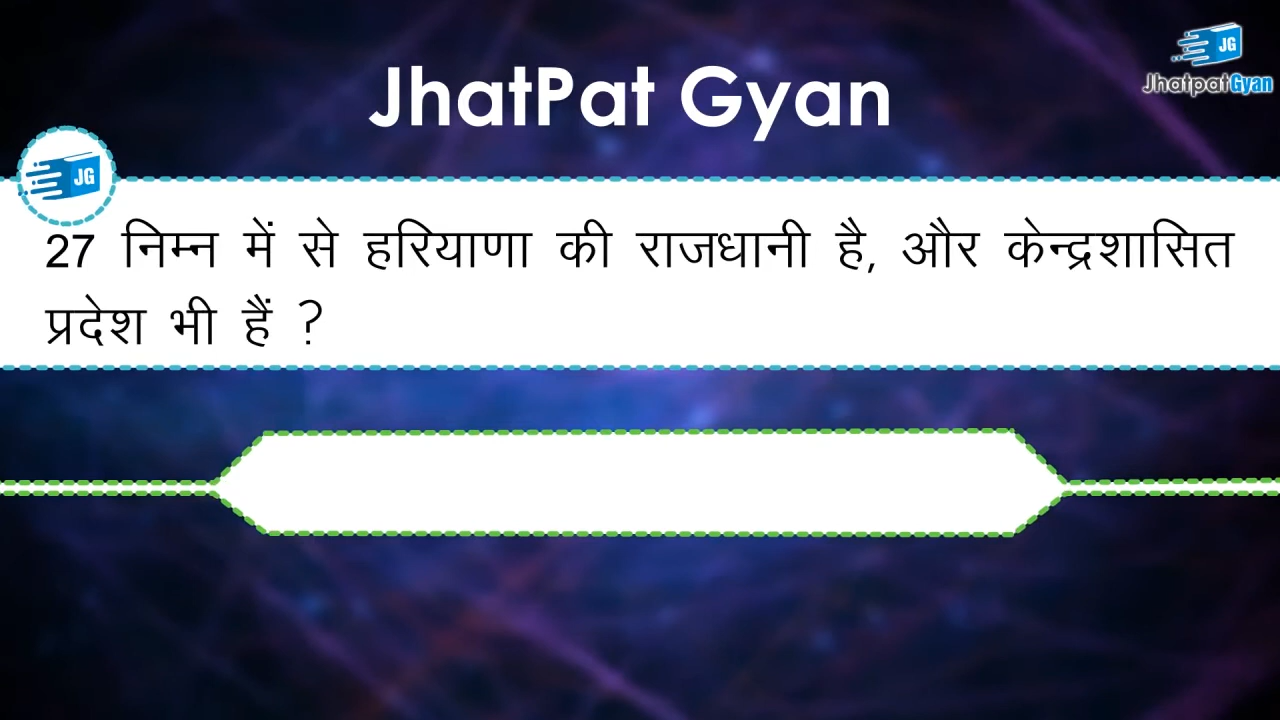 JhatPat Gyan
JG
JhatpatGyan
JG
27 निम्न में से हरियाणा की राजधानी है, और केन्द्रशासित
प्रदेश भी हैं ?